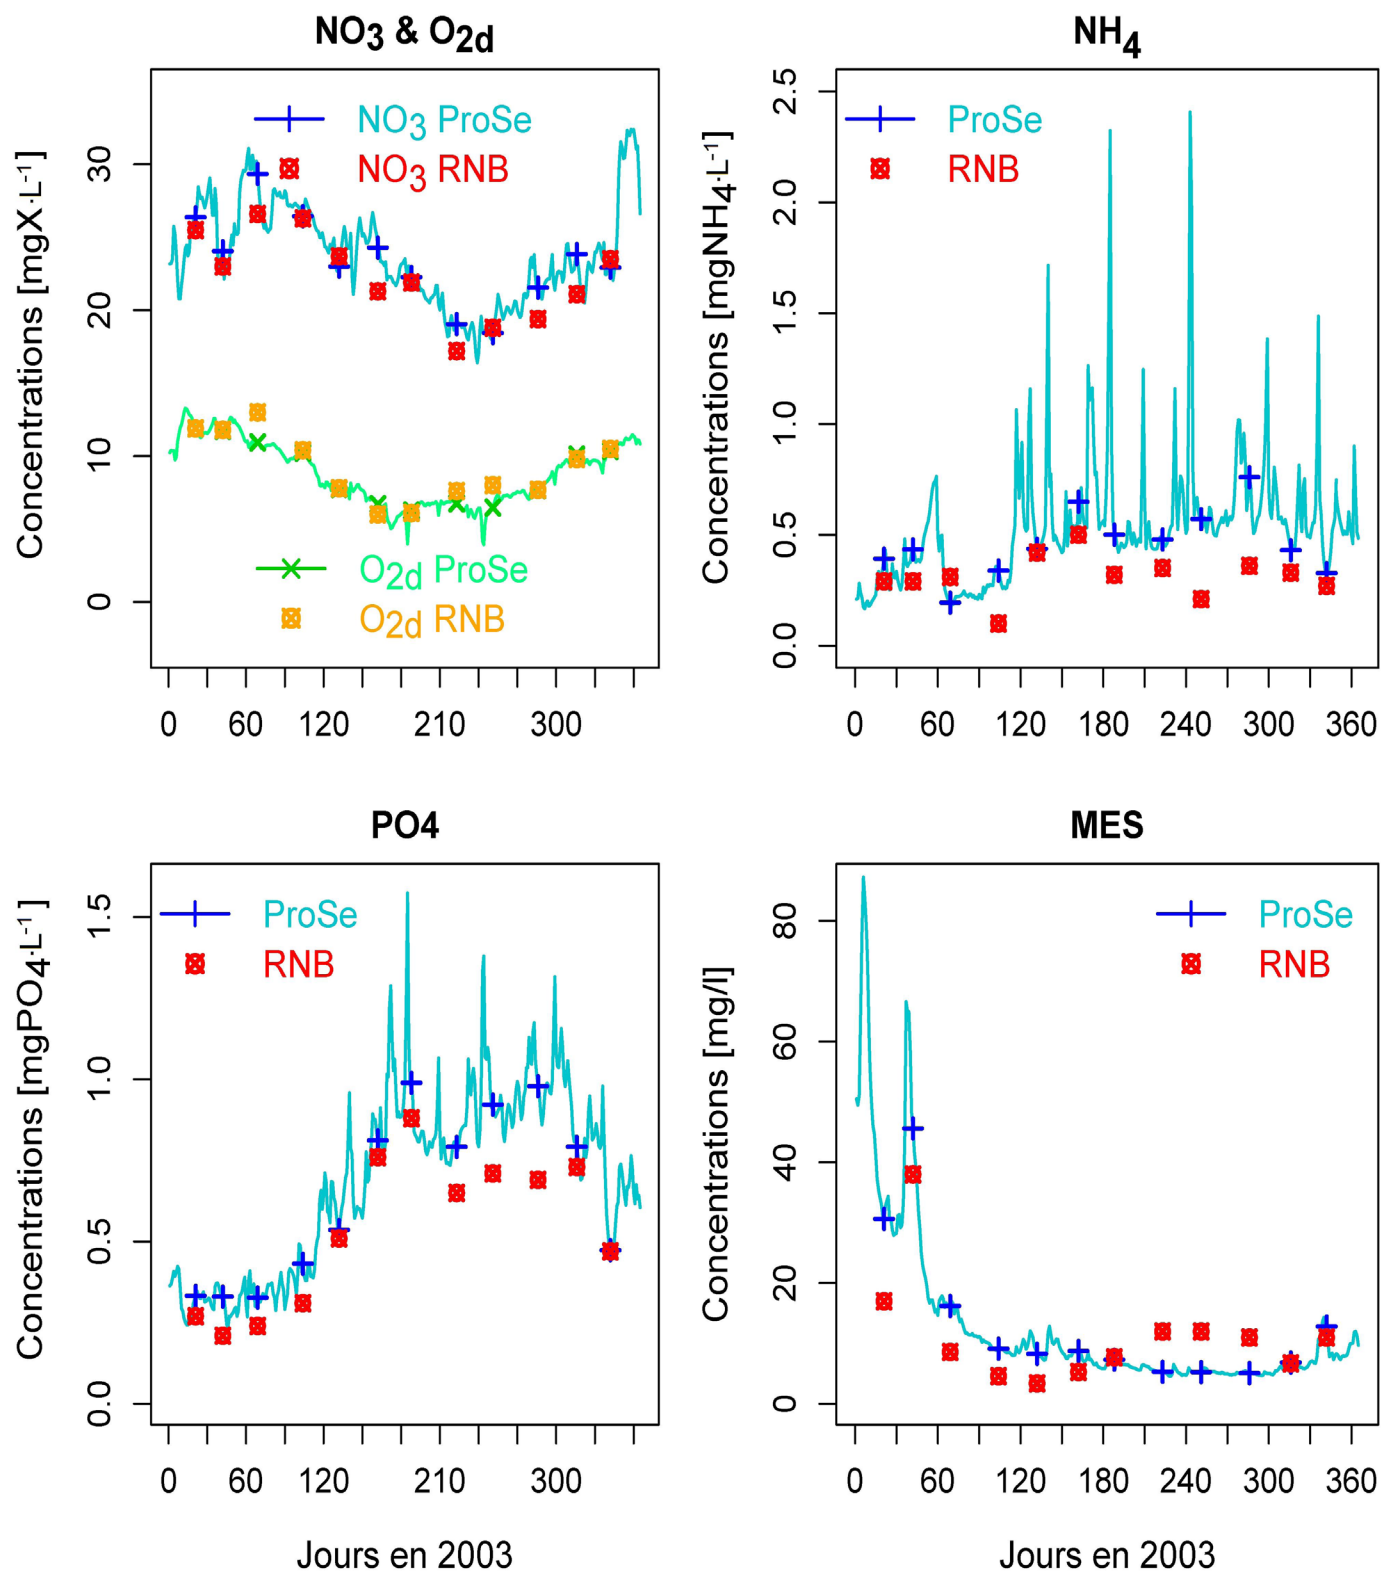 NO3 & O2d
Concentrations [mgX·L-1]
30
20
10
0
NO3 ProSe
NO3 RNB
O2d ProSe
O2d RNB
0 60 120 210 300
NH4
Concentrations [mgNH4·L-1]
2.5
2.0
1.5
1.0
0.5
0.0
ProSe
RNB
0 60 120 180 240 300 360
PO4
Concentrations [mgPO4·L-1]
1.5
1.0
0.5
0.0
ProSe
RNB
0 60 120 210 300
Jours en 2003
MES
Concentrations [mg/l]
80
60
40
20
0
ProSe
RNB
0 60 120 180 240 300 360
Jours en 2003